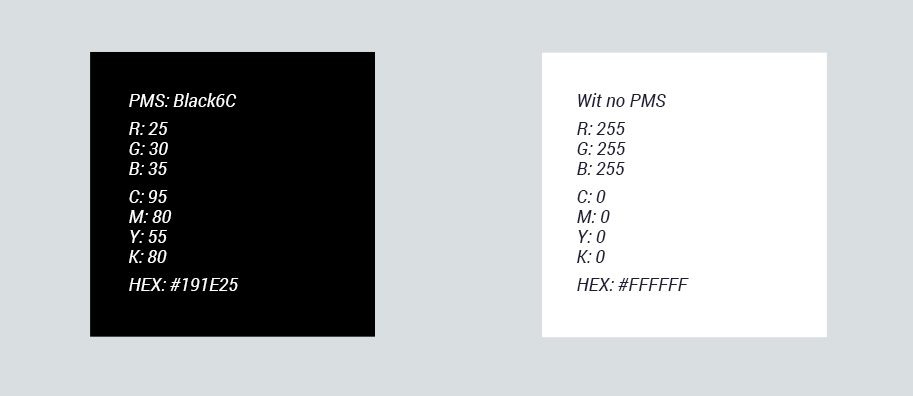 PMS: Black6C
R: 25
G: 30
B: 35
C: 95
M: 80
Y: 55
K: 80
HEX: #191E25
Wit no PMS
R: 255
G: 255
B: 255
C: 0
M: 0
Y: 0
K: 0
HEX: #FFFFFF